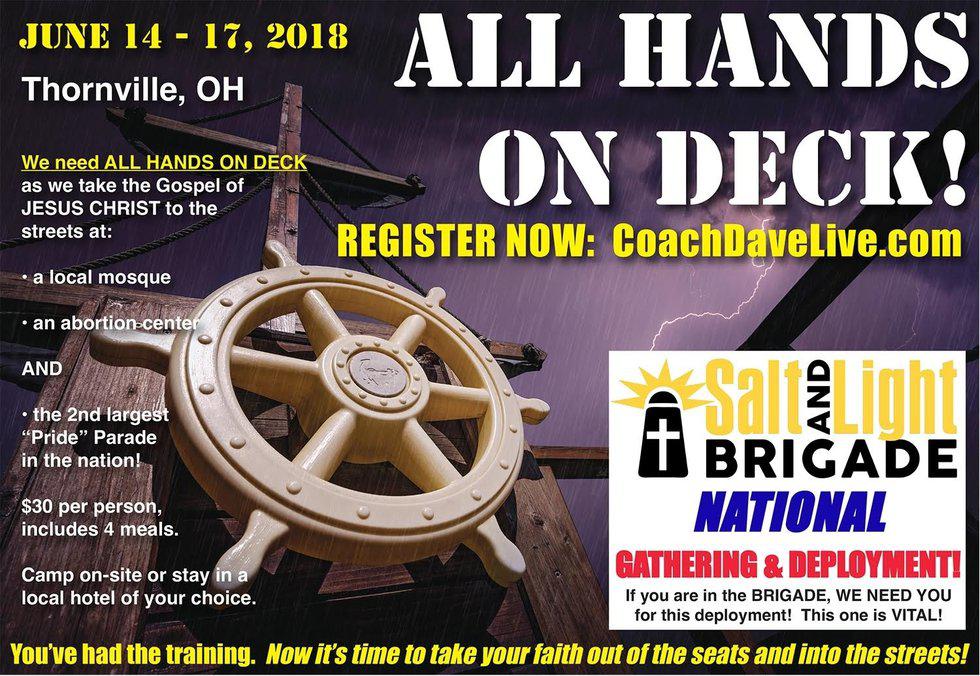 JUNE 14 - 17, 2018
Thornville, OH
ALL HANDS
ON DECK!
REGISTER NOW: CoachDaveLive.com
We need ALL HANDS ON DECK
as we take the Gospel of
JESUS CHRIST to the
streets at:
• a local mosque
• an abortion center
AND
• the 2nd largest
“Pride” Parade
in the nation!
$30 per person,
includes 4 meals.
Camp on-site or stay in a
local hotel of your choice.
Salt AND Light
BRIGADE
NATIONAL
GATHERING & DEPLOYMENT!
If you are in the BRIGADE, WE NEED YOU
for this deployment! This one is VITAL!
You’ve had the training. Now it’s time to take your faith out of the seats and into the streets!